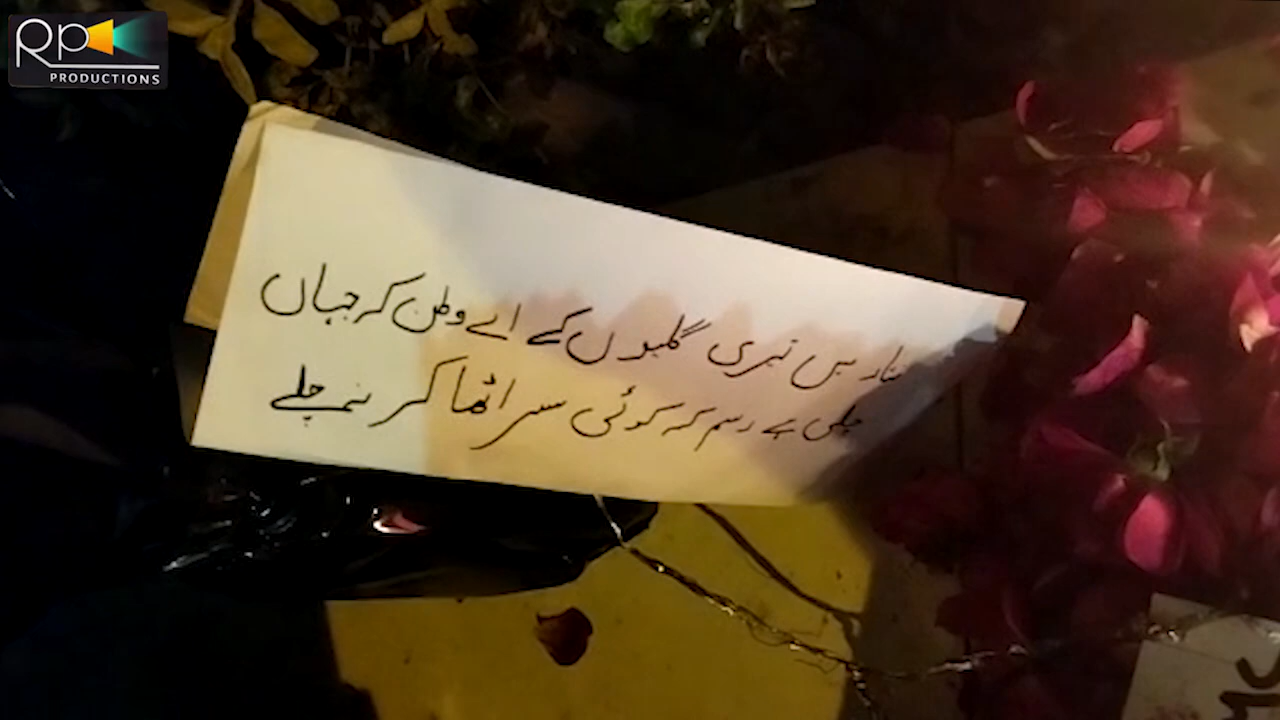 RP
PRODUCTIONS
نثار میں تیری گلیوں کے اے وطن کہ جہاں
چلی ہے رسم کہ کوئی سر اٹھا کر نہ چلے